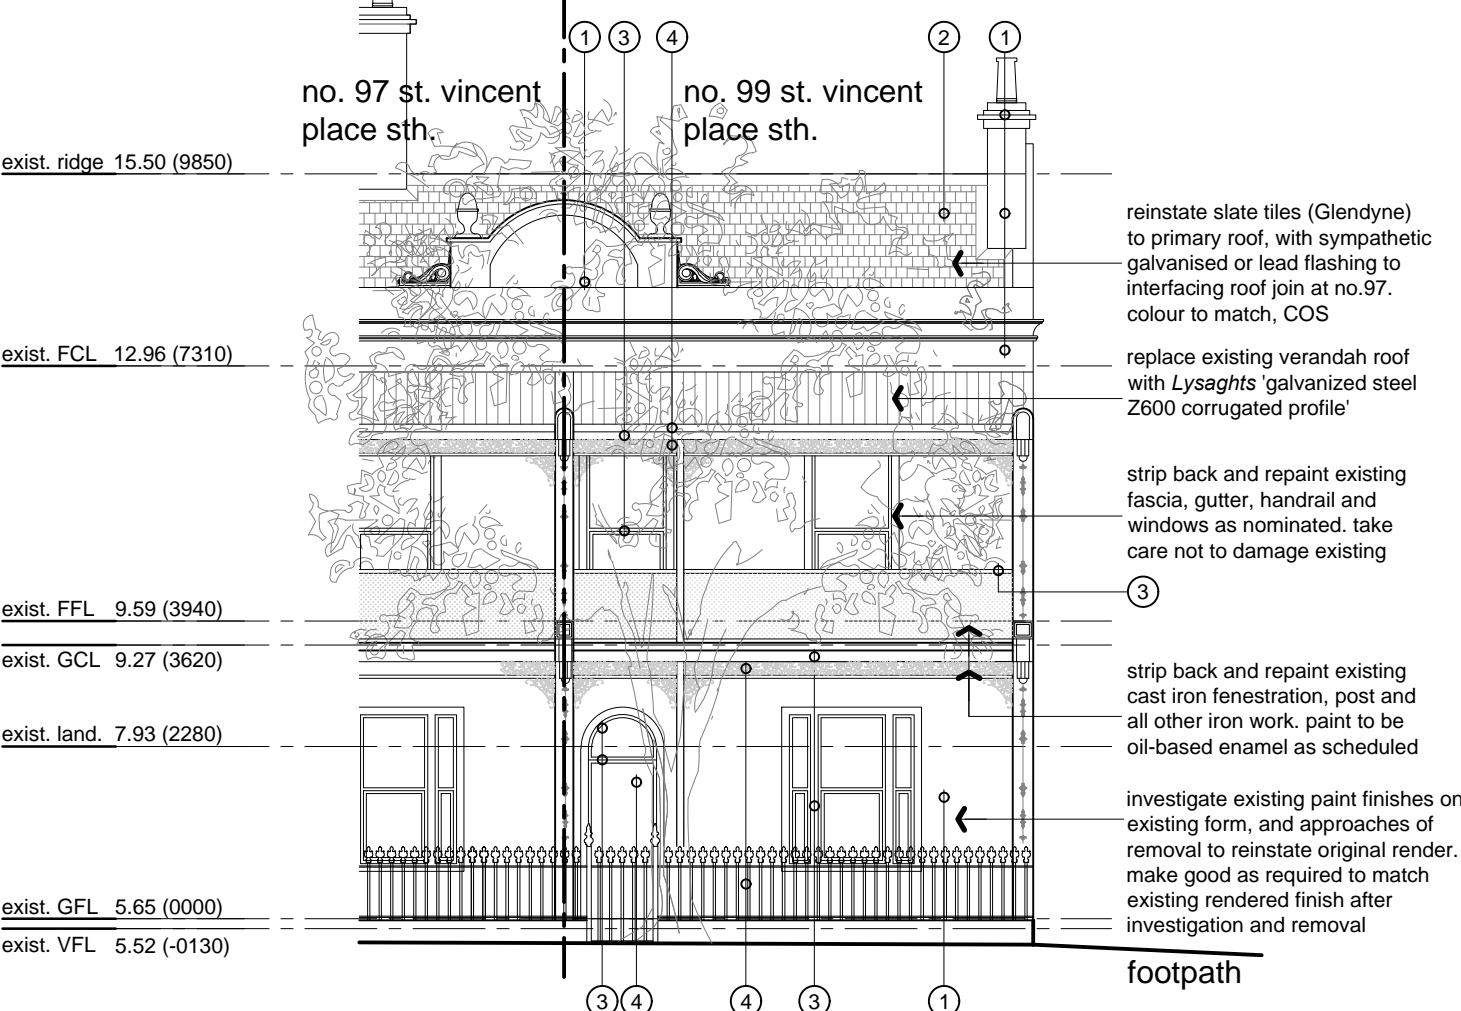 1 3 4 2 1
no. 97 st. vincent
place sth.
no. 99 st. vincent
place sth.
exist. ridge 15.50 (9850)
exist. FCL 12.96 (7310)
exist. FFL 9.59 (3940)
exist. GCL 9.27 (3620)
exist. land. 7.93 (2280)
exist. GFL 5.65 (0000)
exist. VFL 5.52 (-0130)
reinstate slate tiles (Glendyne)
to primary roof, with sympathetic
galvanised or lead flashing to
interfacing roof join at no.97.
colour to match, COS
replace existing verandah roof
with Lysaghts 'galvanized steel
Z600 corrugated profile'
strip back and repaint existing
fascia, gutter, handrail and
windows as nominated. take
care not to damage existing
3
strip back and repaint existing
cast iron fenestration, post and
all other iron work. paint to be
oil-based enamel as scheduled
investigate existing paint finishes on
existing form, and approaches of
removal to reinstate original render.
make good as required to match
existing rendered finish after
investigation and removal
footpath
3 4 4 3 1